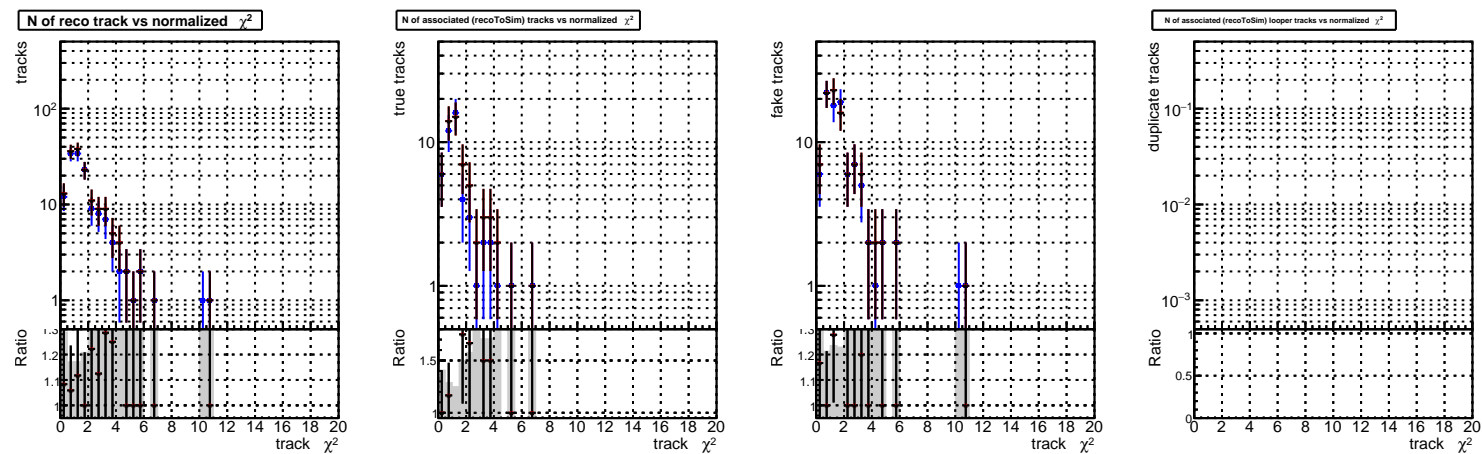 N of reco track vs normalized χ²
tracks
10²
10
1
Ratio
1.3
1.2
1.1
1
0 2 4 6 8 10 12 14 16 18 20
track χ²
N of associated (recoToSim) tracks vs normalized χ²
true tracks
10
1
Ratio
1.5
1
0 2 4 6 8 10 12 14 16 18 20
track χ²
fake tracks
10
1
Ratio
1.3
1.2
1.1
1
0 2 4 6 8 10 12 14 16 18 20
track χ²
N of associated (recoToSim) looper tracks vs normalized χ²
duplicate tracks
10⁻¹
10⁻²
10⁻³
Ratio
1
0.5
0
0 2 4 6 8 10 12 14 16 18 20
track χ²